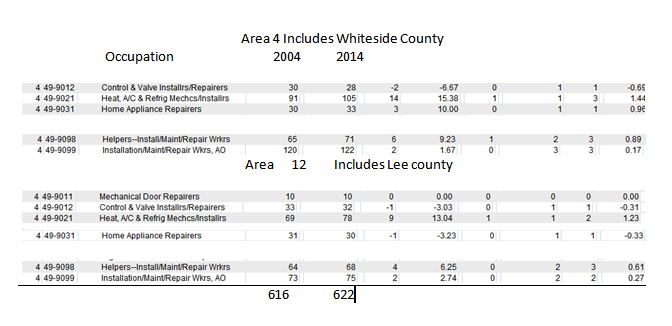 Area 4 Includes Whiteside County
Occupation 2004 2014
4 49-9012 Control & Valve Installrs/Repairers 30 28 -2 -6.67 0 1 1 -0.69
4 49-9021 Heat, A/C & Refrig Mechcs/Installrs 91 105 14 15.38 1 1 3 1.44
4 49-9031 Home Appliance Repairers 30 33 3 10.00 0 1 1 0.96
4 49-9098 Helpers--Install/Maint/Repair Wrkrs 65 71 6 9.23 1 2 3 0.89
4 49-9099 Installation/Maint/Repair Wkrs, AO 120 122 2 1.67 0 3 3 0.17
Area 12 Includes Lee county
4 49-9011 Mechanical Door Repairers 10 10 0 0.00 0 0 0 0.00
4 49-9012 Control & Valve Installrs/Repairers 33 32 -1 -3.03 0 1 1 -0.31
4 49-9021 Heat, A/C & Refrig Mechcs/Installrs 69 78 9 13.04 1 1 2 1.23
4 49-9031 Home Appliance Repairers 31 30 -1 -3.23 0 1 1 -0.33
4 49-9098 Helpers--Install/Maint/Repair Wrkrs 64 68 4 6.25 0 2 3 0.61
4 49-9099 Installation/Maint/Repair Wkrs, AO 73 75 2 2.74 0 2 2 0.27
616 622